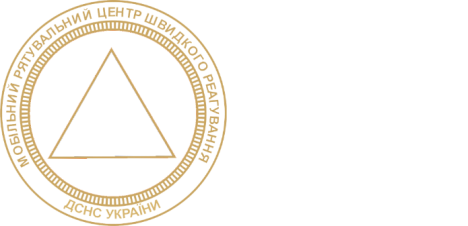 МОБІЛЬНИЙ РЯТУВАЛЬНИЙ ЦЕНТР ШВИДКОГО РЕАГУВАННЯ
ДСНС УКРАЇНИ